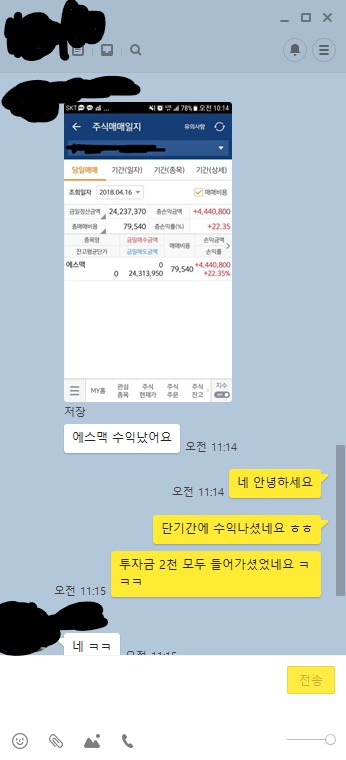 SKT 78% 오전 10:14
주식매매일지 유의사항
당일매매 기간(일자) 기간(종목) 기간(상세)
조회일자 2018.04.16 매매비용
금일정산금액 24,237,370 총손익금액 +4,440,800
총매매비용 79,540 총손익률(%) +22.35
종목명 금일매수금액 매매비용 손익금액
잔고평균단가 금일매도금액 손익률
에스맥 0 79,540 +4,440,800
0 24,313,950 +22.35%
MY홈 관심종목 주식현재가 주식주문 주식잔고 지수
저장
에스맥 수익났어요
오전 11:14
네 안녕하세요
오전 11:14
단기간에 수익나셨네요 ㅎㅎ
투자금 2천 모두 들어가셨었네요 ㅋ
ㅋㅋ
오전 11:15
네 ㅋㅋ
오전 11:15
전송